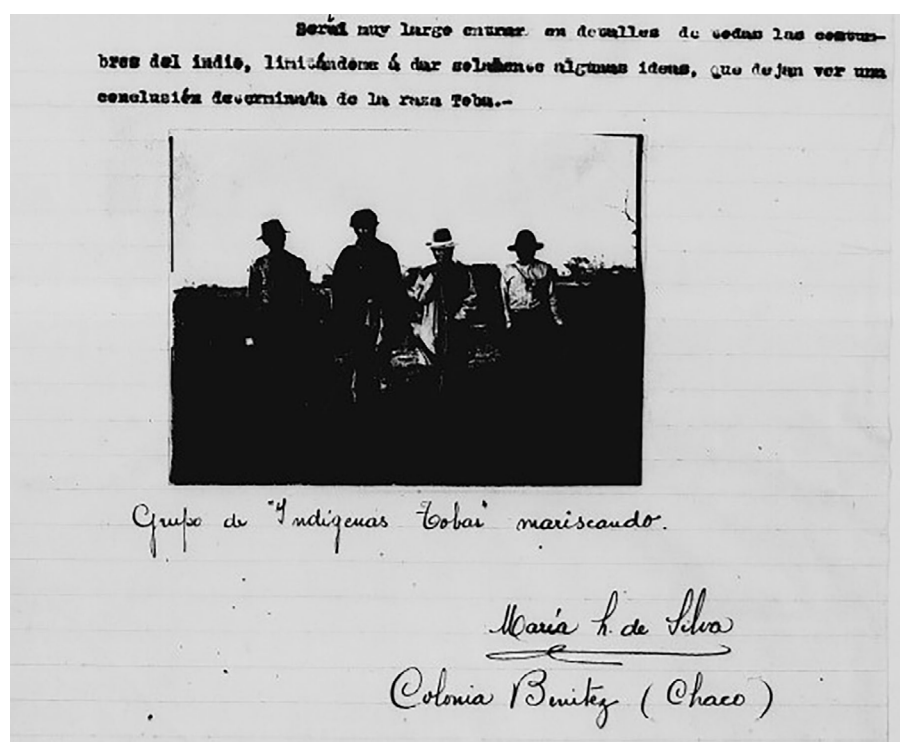 Sería muy largo entrar en detalles de todas las costum-
bres del indio, limitándome á dar solamente algunas ideas, que dejan ver una
conclusión determinada de la raza Toba.-
Grupo de "Indígenas Tobas" mariscando.
María h. de Silva
Colonia Benitez (Chaco)